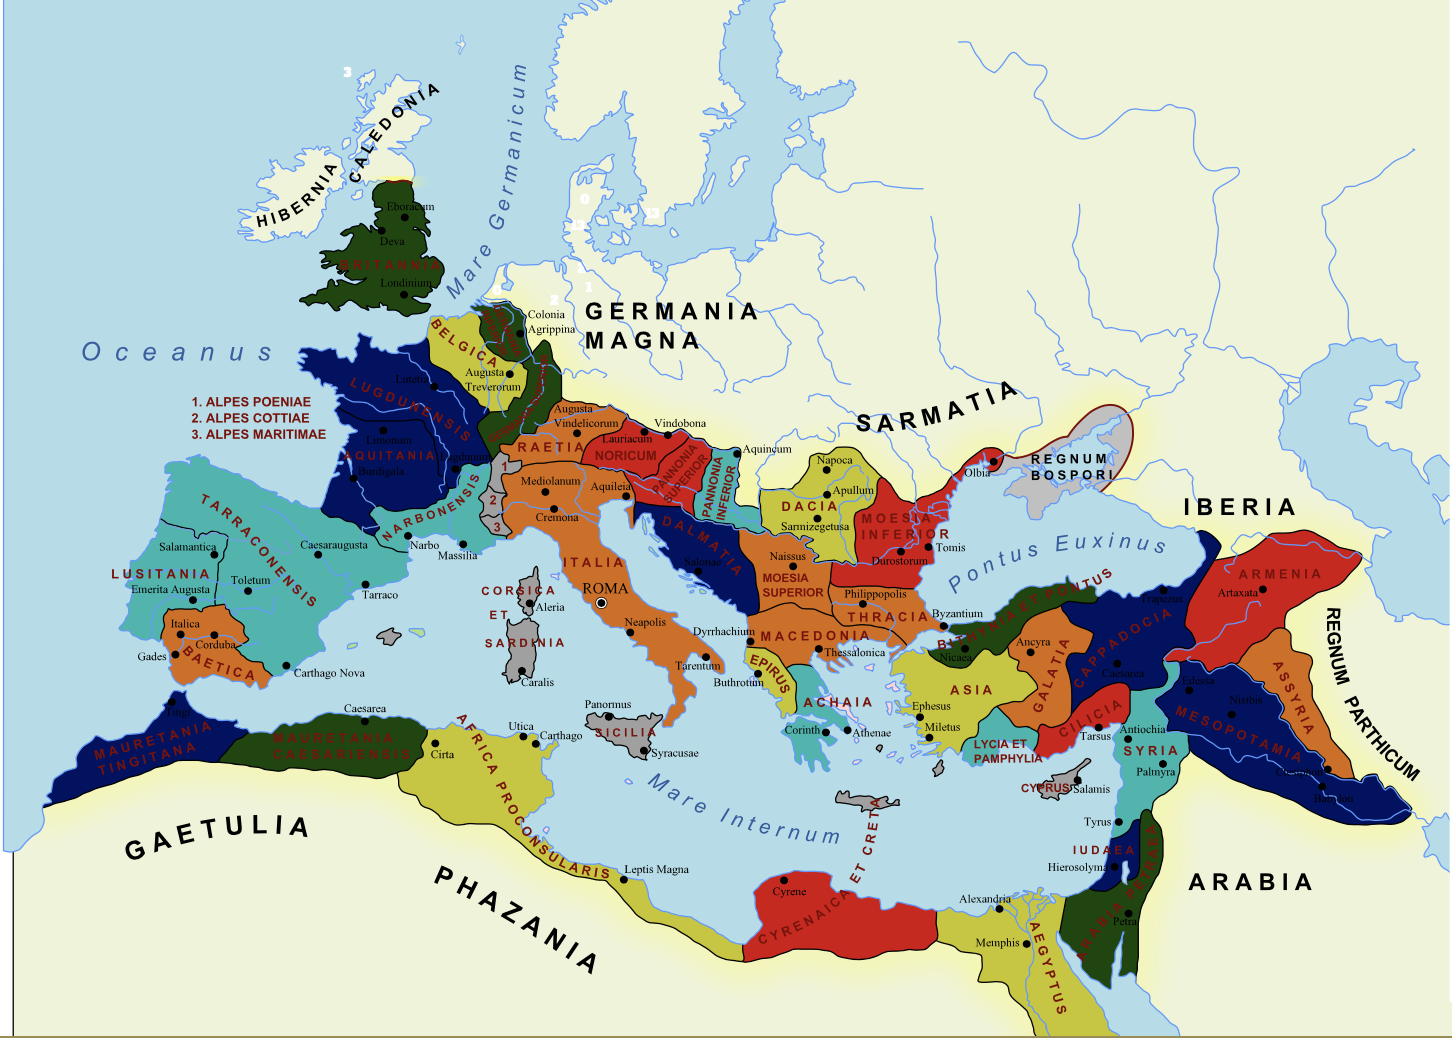 3
CALEDONIA
HIBERNIA
Mare Germanicum
Eboracum
Deva
BRITANNIA
Londinium
0
12
13
1
2
GERMANIA
MAGNA
Oceanus
BELGICA
Colonia
Agrippina
Augusta
Treverorum
Lutetia
LUGDUNENSIS
1. ALPES POENIAE
2. ALPES COTTIAE
3. ALPES MARITIMAE
Limonum
AQUITANIA
Burdigala
Lugdunum
NARBONENSIS
Narbo
Massilia
1
2
3
Augusta
Vindelicorum
RAETIA
Lauriacum
NORICUM
Vindobona
PANNONIA
SUPERIOR
PANNONIA
INFERIOR
Aquincum
SARMATIA
Napoca
Apullum
DACIA
Sarmizegetusa
Olbia
REGNUM
BOSPORI
IBERIA
MOESIA
INFERIOR
Tomis
Durostorum
Pontus Euxinus
Mediolanum
Cremona
Aquileia
DALMATIA
Salonae
ITALIA
ROMA
Neapolis
Tarentum
Naissus
MOESIA
SUPERIOR
Philippopolis
THRACIA
Byzantium
MACEDONIA
Thessalonica
Dyrrhachium
EPIRUS
Buthrotum
ACHAIA
Corinth
Athenae
TARRACONENSIS
Caesaraugusta
Salamantica
LUSITANIA
Emerita Augusta
Toletum
Tarraco
Italica
Corduba
Gades
BAETICA
Carthago Nova
CORSICA
ET
SARDINIA
Aleria
Caralis
Panormus
SICILIA
Syracusae
Tingi
MAURETANIA
TINGITANA
Caesarea
MAURETANIA
CAESARIENSIS
Cirta
Utica
Carthago
AFRICA PROCONSULARIS
Leptis Magna
Mare Internum
BITHYNIA ET PONTUS
Nicaea
Ancyra
GALATIA
ASIA
Ephesus
Miletus
LYCIA ET
PAMPHYLIA
CAPPADOCIA
Trapezus
Caesarea
CILICIA
Tarsus
CYPRUS
Salamis
ARMENIA
Artaxata
ASSYRIA
REGNUM PARTHICUM
Edessa
Nisibis
MESOPOTAMIA
Ctesiphon
Babylon
Antiochia
SYRIA
Palmyra
Tyrus
IUDAEA
Hierosolyma
ARABIA PETRAEA
Petra
ARABIA
Cyrene
CYRENAICA ET CRETA
Alexandria
Memphis
AEGYPTUS
GAETULIA
PHAZANIA